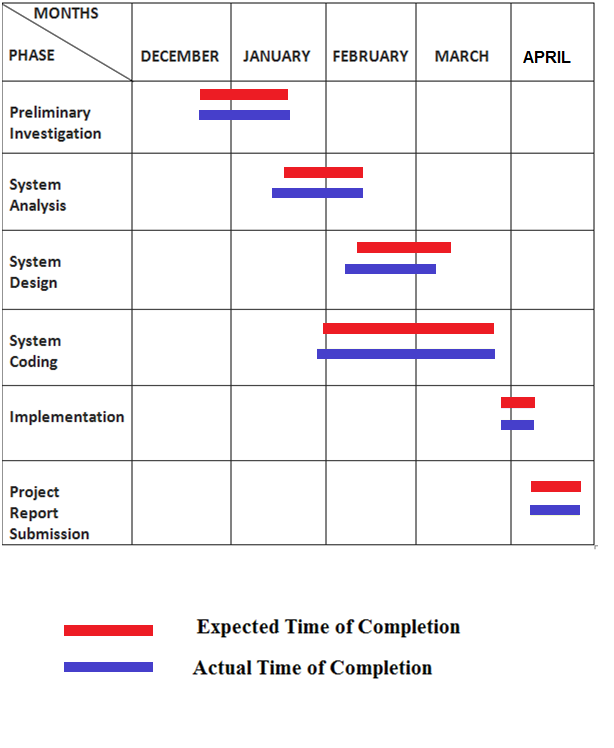 MONTHS
PHASE
DECEMBER
JANUARY
FEBRUARY
MARCH
APRIL
Preliminary
Investigation
System
Analysis
System
Design
System
Coding
Implementation
Project
Report
Submission
Expected Time of Completion
Actual Time of Completion